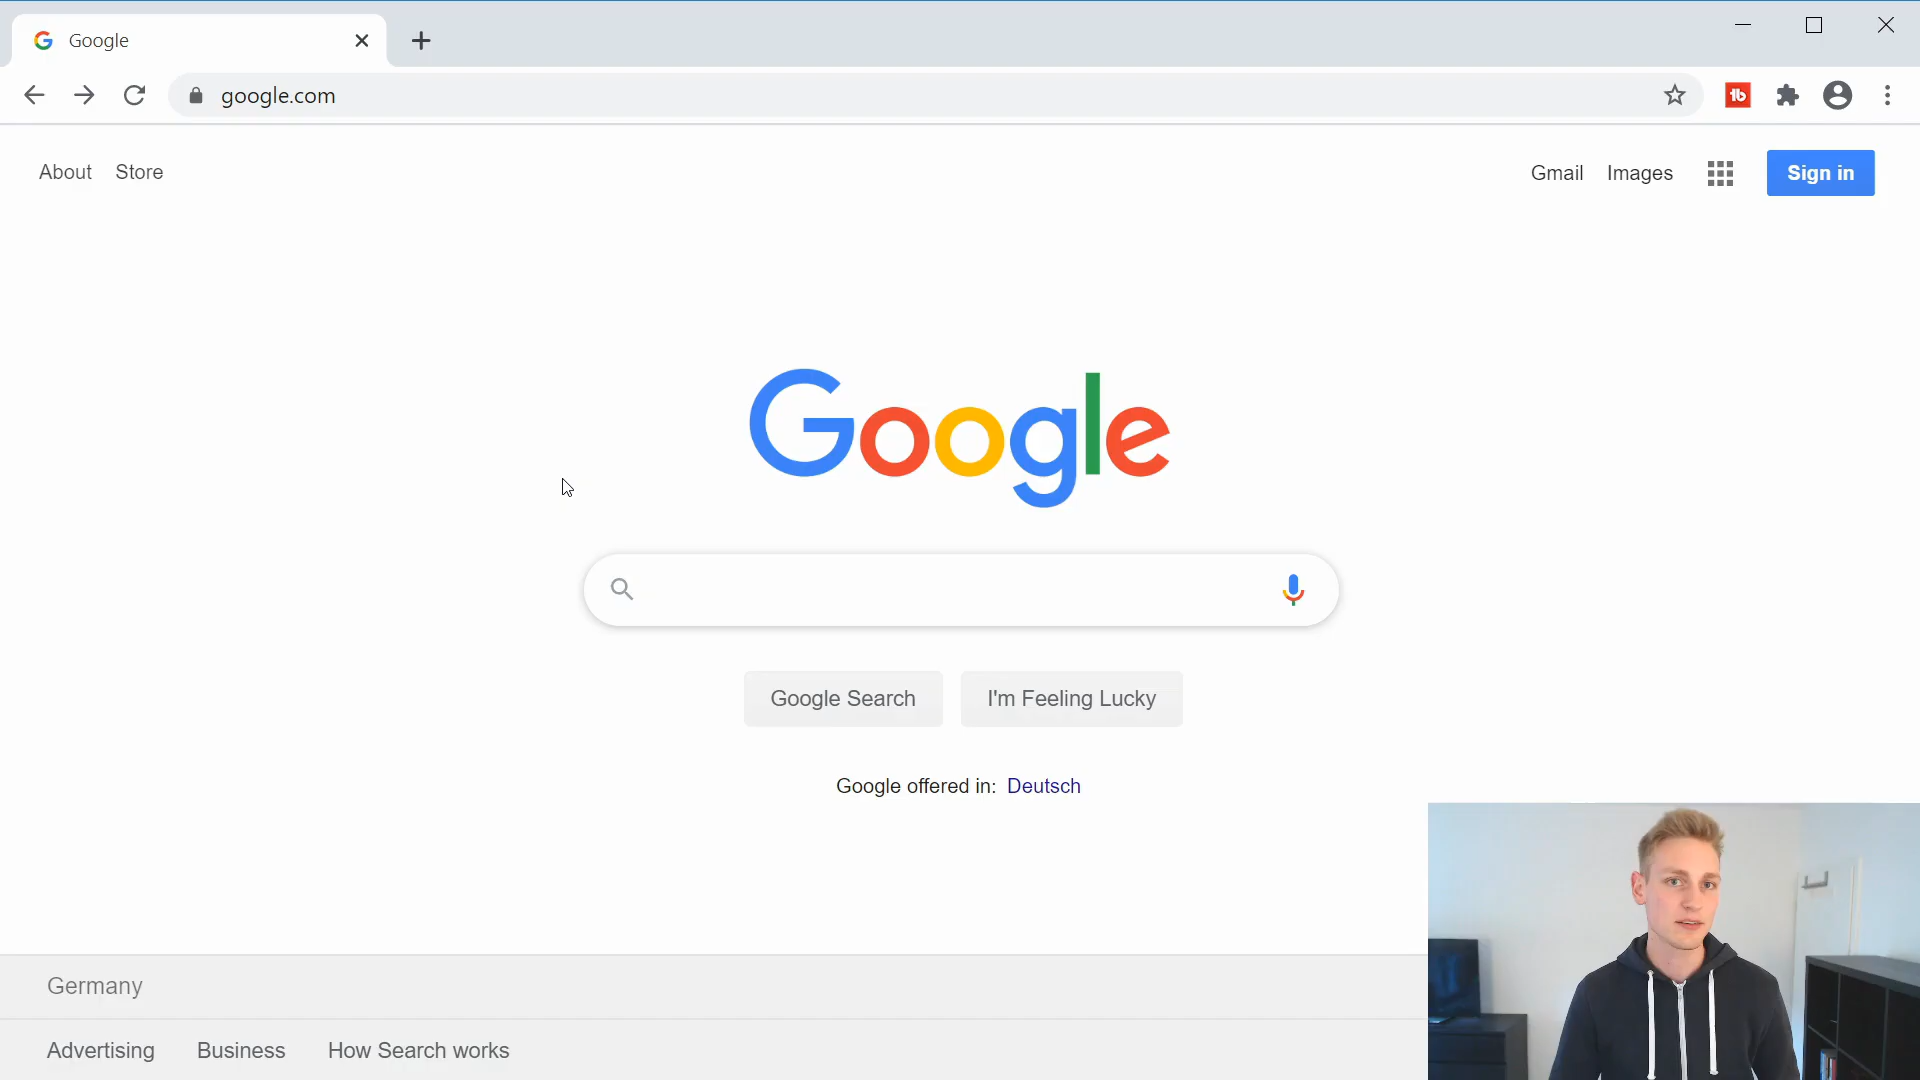 Google
google.com
tb
About Store
Gmail Images Sign in
Google
Google Search I'm Feeling Lucky
Google offered in: Deutsch
Germany
Advertising Business How Search works